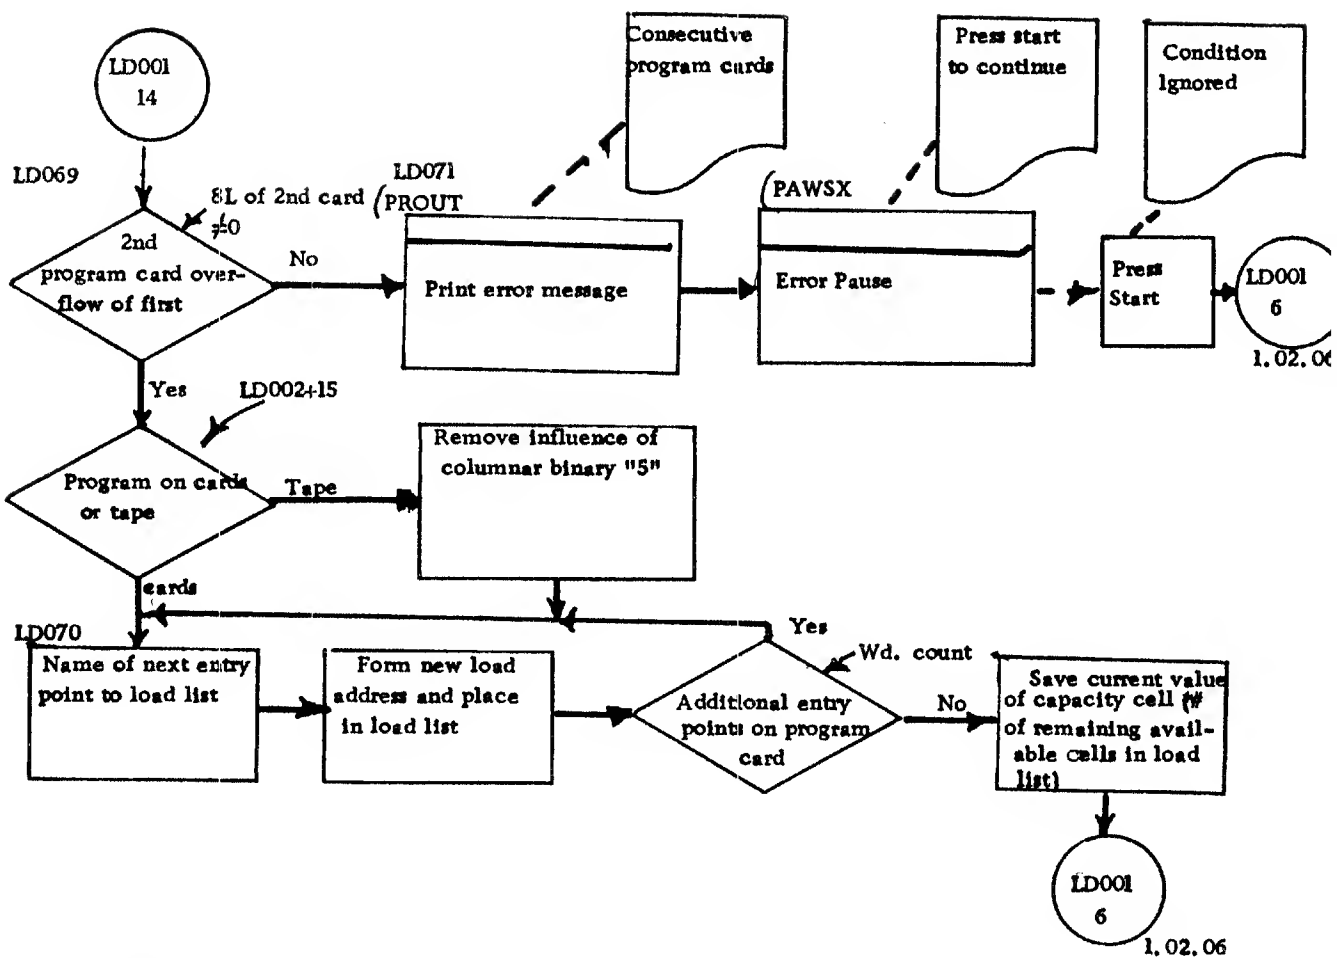 LD001
14
Consecutive
program cards
Press start
to continue
Condition
Ignored
LD069
8L of 2nd card
≠0
LD071
(PROUT
(PAWSX
2nd
program card over-
flow of first
No
Print error message
Error Pause
Press
Start
LD001
6
1.02.06
Yes
LD002+15
Program on cards
or tape
Tape
Remove influence of
columnar binary "5"
cards
LD070
Name of next entry
point to load list
Form new load
address and place
in load list
Yes
Wd. count
Additional entry
points on program
card
No
Save current value
of capacity cell (#
of remaining avail-
able cells in load
list)
LD001
6
1.02.06